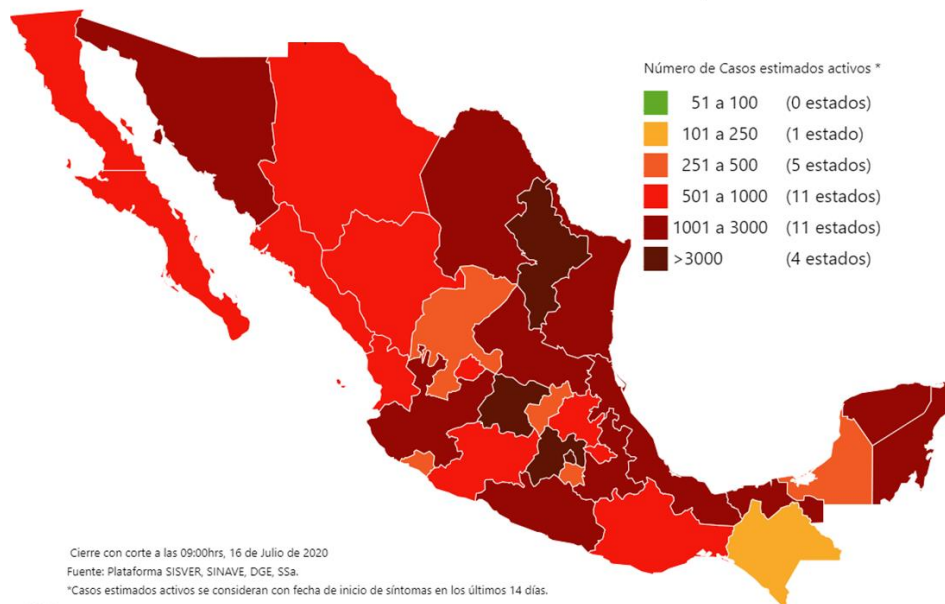 Número de Casos estimados activos *
51 a 100 (0 estados)
101 a 250 (1 estado)
251 a 500 (5 estados)
501 a 1000 (11 estados)
1001 a 3000 (11 estados)
>3000 (4 estados)
Cierre con corte a las 09:00hrs, 16 de Julio de 2020
Fuente: Plataforma SISVER, SINAVE, DGE, SSa.
*Casos estimados activos se consideran con fecha de inicio de síntomas en los últimos 14 días.